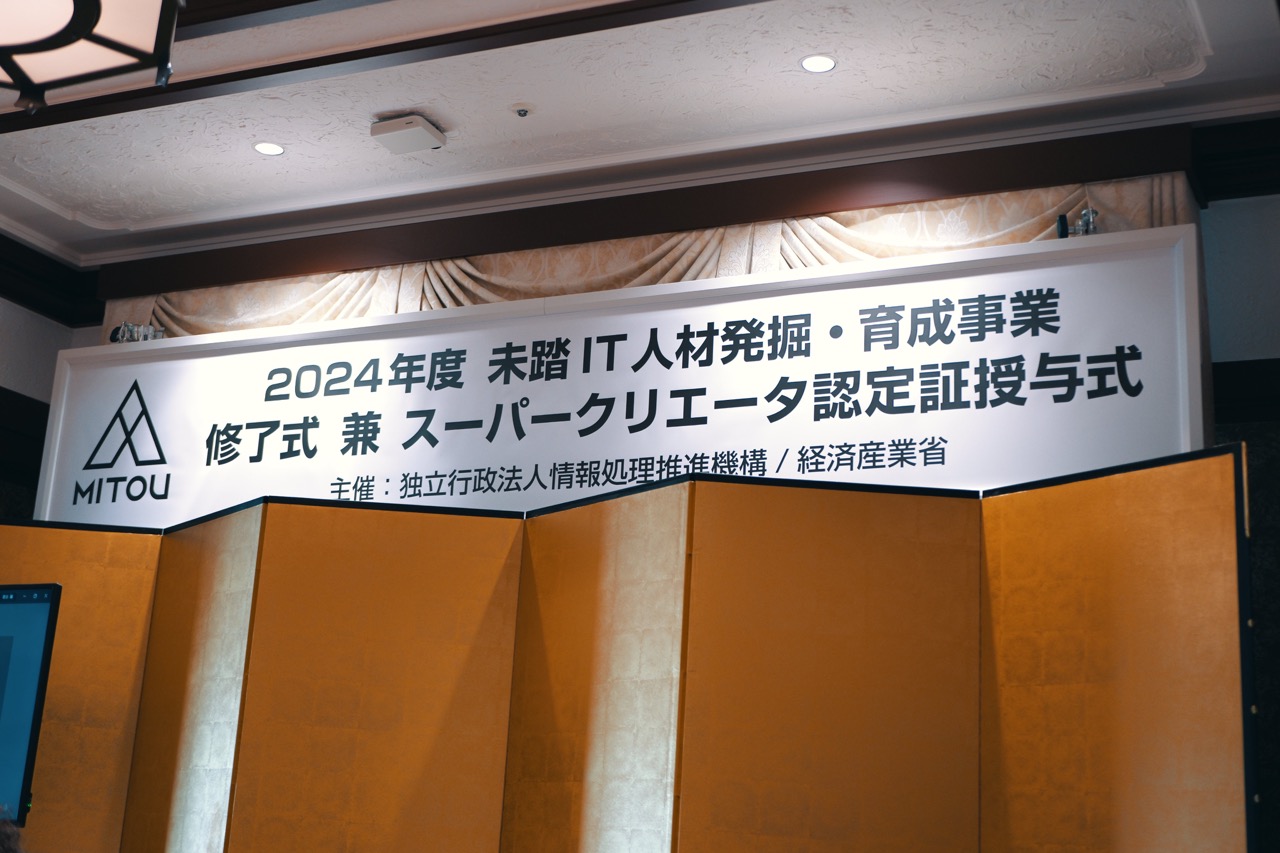 2024年度 未踏IT人材発掘・育成事業
修了式 兼 スーパークリエータ認定証授与式
主催：独立行政法人情報処理推進機構 / 経済産業省
MITOU